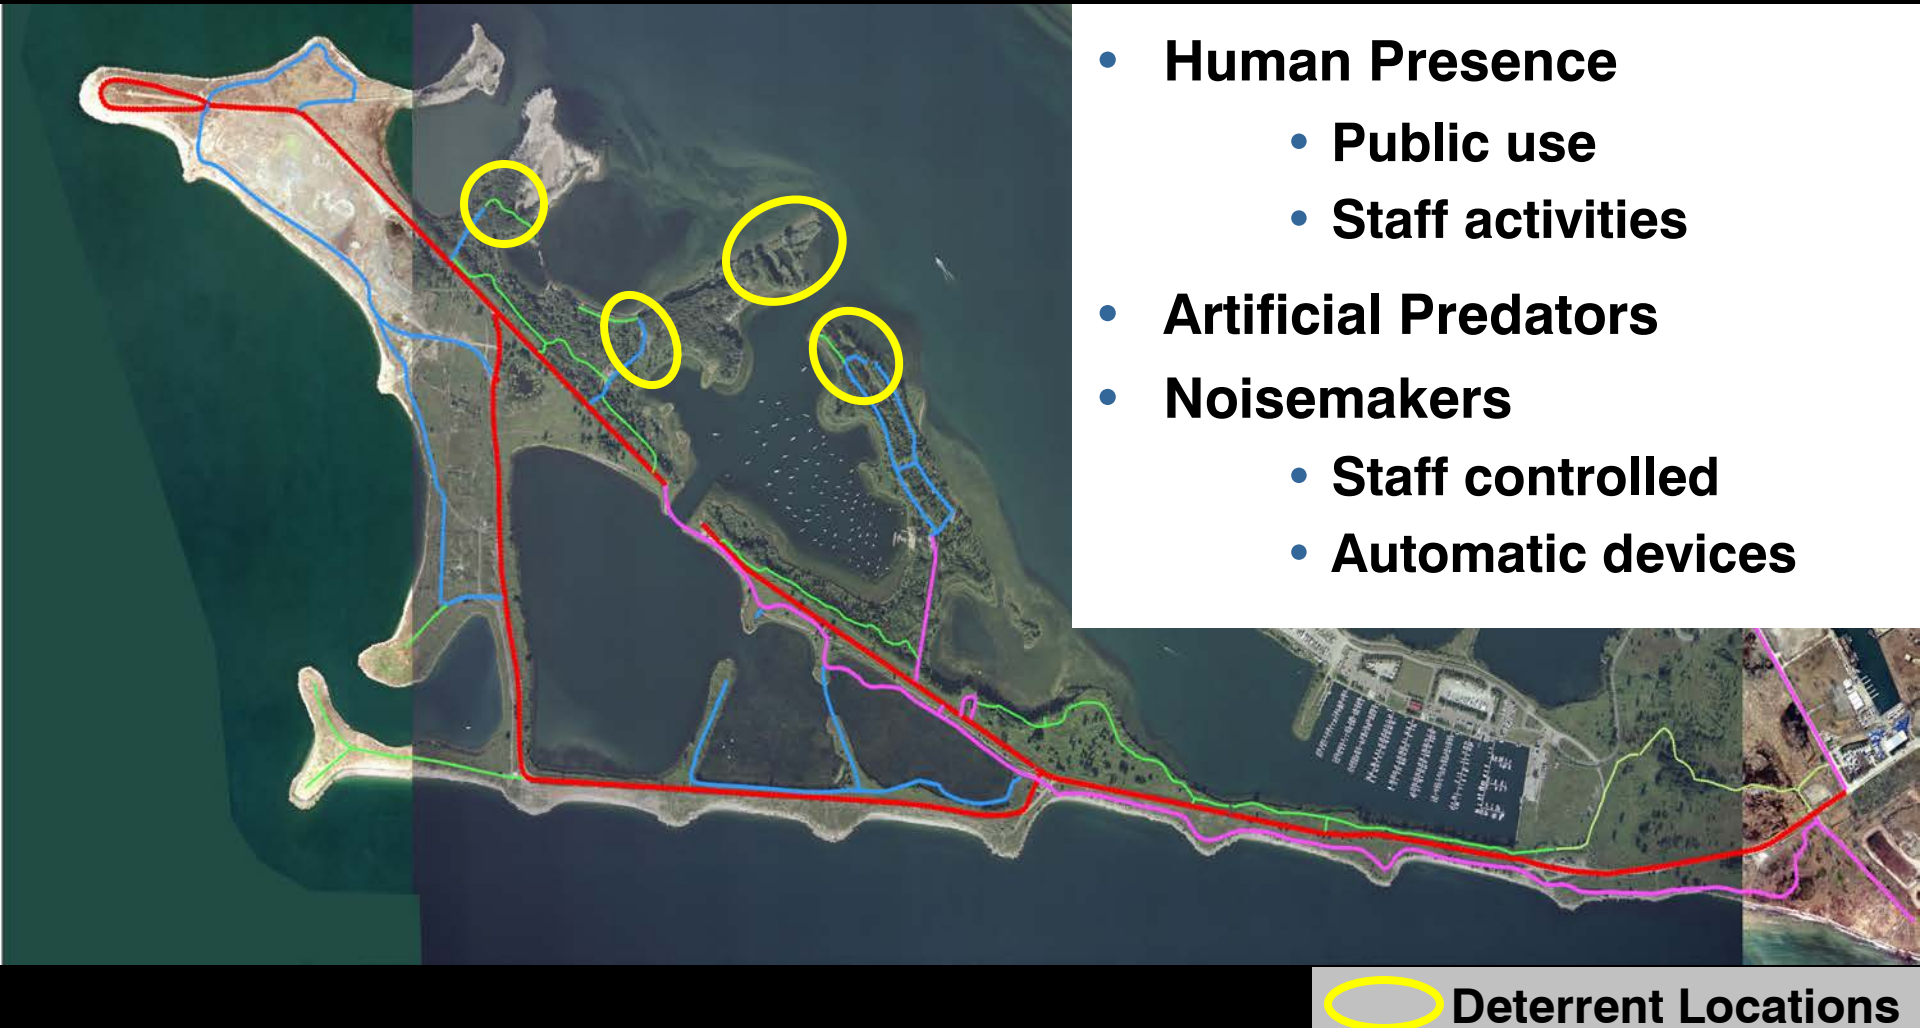 • Human Presence
• Public use
• Staff activities
• Artificial Predators
• Noisemakers
• Staff controlled
• Automatic devices
Deterrent Locations